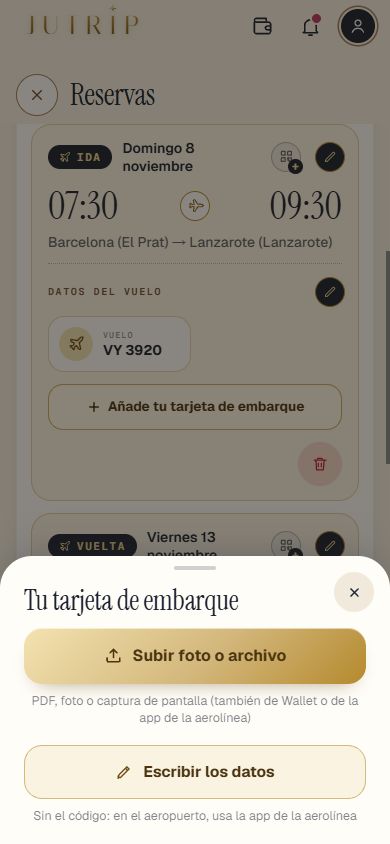 JUTRIP
Reservas
IDA
Domingo 8
noviembre
07:30
09:30
Barcelona (El Prat) → Lanzarote (Lanzarote)
DATOS DEL VUELO
VUELO
VY 3920
+ Añade tu tarjeta de embarque
VUELTA
Viernes 13
noviembre
Tu tarjeta de embarque
Subir foto o archivo
PDF, foto o captura de pantalla (también de Wallet o de la
app de la aerolínea)
Escribir los datos
Sin el código: en el aeropuerto, usa la app de la aerolínea